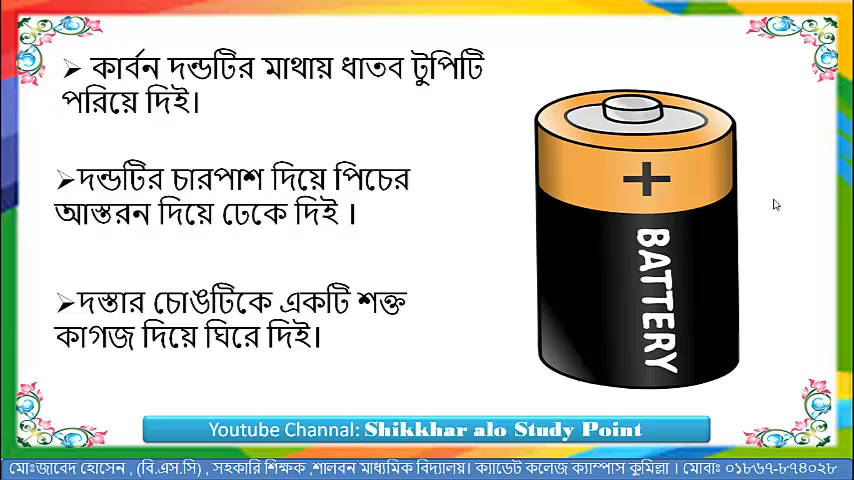 ➢ কার্বন দন্ডটির মাথায় ধাতব টুপিটি
পরিয়ে দিই।
➢দন্ডটির চারপাশ দিয়ে পিচের
আস্তরন দিয়ে ঢেকে দিই ।
➢দস্তার চোঙটিকে একটি শক্ত
কাগজ দিয়ে ঘিরে দিই।
+
BATTERY
Youtube Channel: Shikkhar alo Study Point
মোঃজাবেদ হোসেন , (বি.এস.সি) , সহকারি শিক্ষক ,শালবন মাধ্যমিক বিদ্যালয়। ক্যাডেট কলেজ ক্যাম্পাস কুমিল্লা । মোবাঃ ০১৮৬৭-৮৭৪০২৮